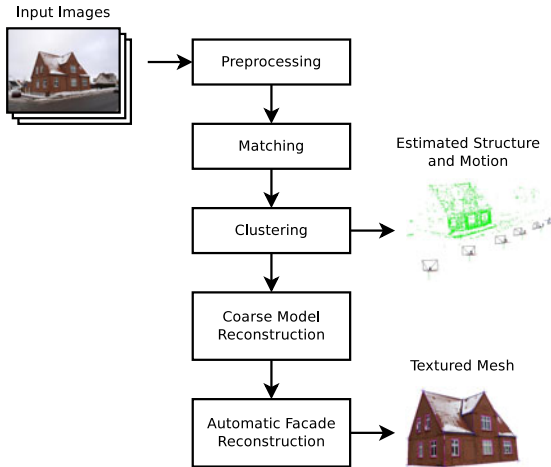 Input Images
Preprocessing
Matching
Estimated Structure
and Motion
Clustering
Coarse Model
Reconstruction
Textured Mesh
Automatic Facade
Reconstruction